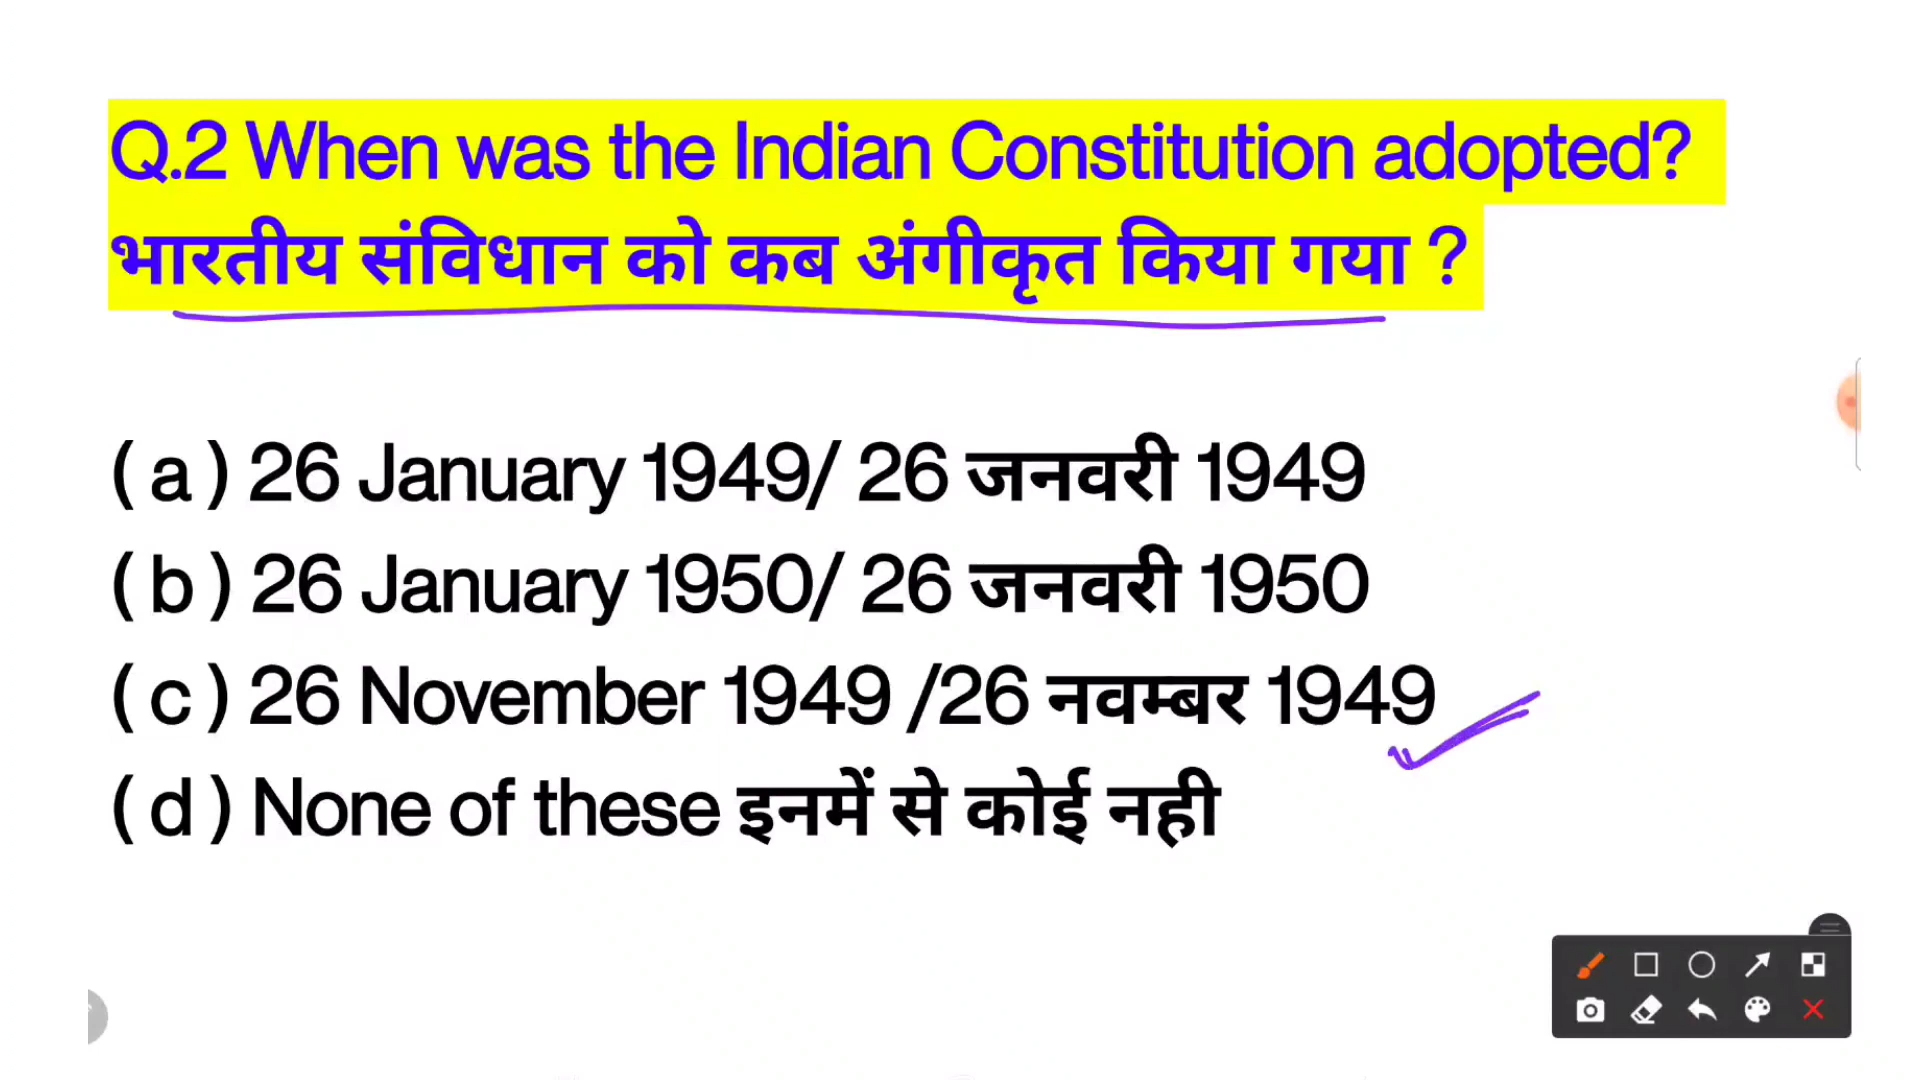 Q.2 When was the Indian Constitution adopted?
भारतीय संविधान को कब अंगीकृत किया गया ?
( a ) 26 January 1949/ 26 जनवरी 1949
( b ) 26 January 1950/ 26 जनवरी 1950
( c ) 26 November 1949 /26 नवम्बर 1949
( d ) None of these इनमें से कोई नही